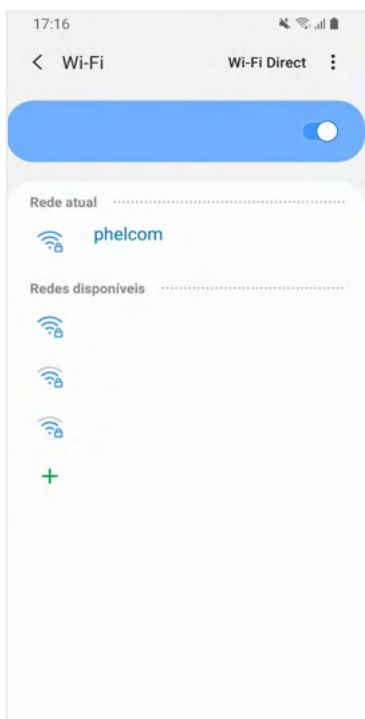 17:16
Wi-Fi
Wi-Fi Direct
Rede atual
phelcom
Redes disponíveis